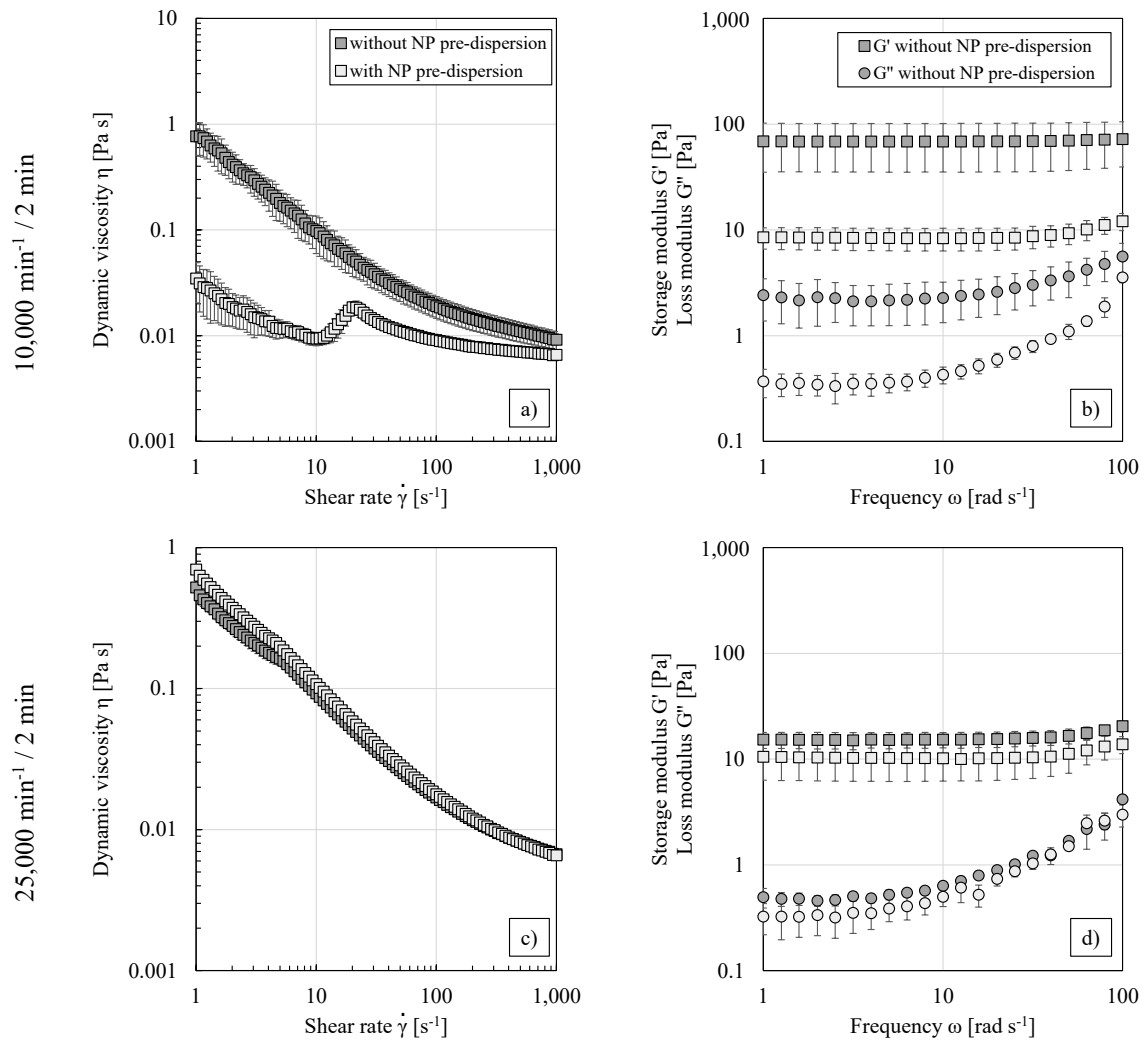 10,000 min⁻¹ / 2 min
Dynamic viscosity η [Pa s]
10
1
0.1
0.01
0.001
without NP pre-dispersion
with NP pre-dispersion
a)
1 10 100 1,000
Shear rate γ̇ [s⁻¹]
Storage modulus G' [Pa]
Loss modulus G" [Pa]
1,000
100
10
1
0.1
G' without NP pre-dispersion
G" without NP pre-dispersion
b)
1 10 100
Frequency ω [rad s⁻¹]
25,000 min⁻¹ / 2 min
Dynamic viscosity η [Pa s]
1
0.1
0.01
0.001
c)
1 10 100 1,000
Shear rate γ̇ [s⁻¹]
Storage modulus G' [Pa]
Loss modulus G" [Pa]
1,000
100
10
1
0.1
d)
1 10 100
Frequency ω [rad s⁻¹]